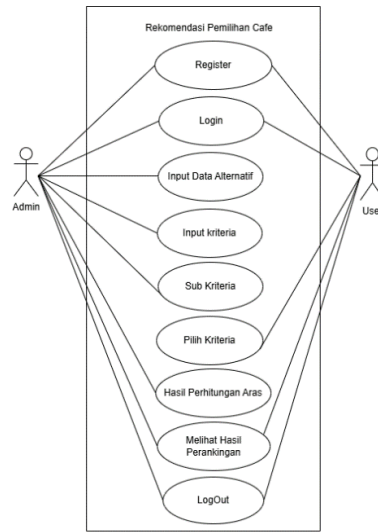 Rekomendasi Pemilihan Cafe
Register
Login
Input Data Alternatif
Admin
Use
Input kriteria
Sub Kriteria
Pilih Kriteria
Hasil Perhitungan Aras
Melihat Hasil
Perankingan
LogOut